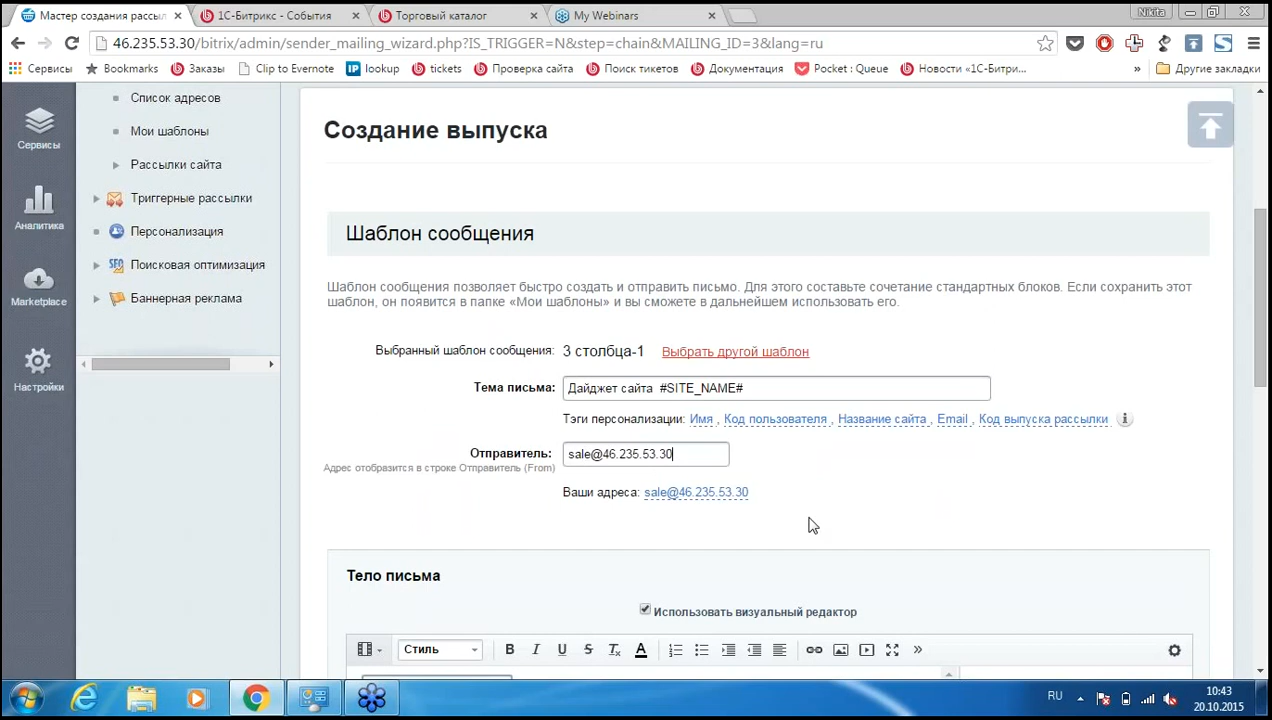 Мастер создания рассыл
1С-Битрикс - События
Торговый каталог
My Webinars
Nikita
46.235.53.30/bitrix/admin/sender_mailing_wizard.php?IS_TRIGGER=N&step=chain&MAILING_ID=3&lang=ru
Сервисы
Bookmarks
Заказы
Clip to Evernote
IP lookup
tickets
Проверка сайта
Поиск тикетов
Документация
Pocket : Queue
Новости «1С-Битри...
»
Другие закладки
Сервисы
Аналитика
Marketplace
Настройки
Список адресов
Мои шаблоны
Рассылки сайта
Триггерные рассылки
Персонализация
SEO Поисковая оптимизация
Баннерная реклама
Создание выпуска
Шаблон сообщения
Шаблон сообщения позволяет быстро создать и отправить письмо. Для этого составьте сочетание стандартных блоков. Если сохранить этот
шаблон, он появится в папке «Мои шаблоны» и вы сможете в дальнейшем использовать его.
Выбранный шаблон сообщения: 3 столбца-1 Выбрать другой шаблон
Тема письма: Дайджет сайта #SITE_NAME#
Тэги персонализации: Имя , Код пользователя , Название сайта , Email , Код выпуска рассылки
Отправитель: sale@46.235.53.30
Адрес отобразится в строке Отправитель (From)
Ваши адреса: sale@46.235.53.30
Тело письма
Использовать визуальный редактор
Стиль B I U S Tx A »
RU
10:43
20.10.2015